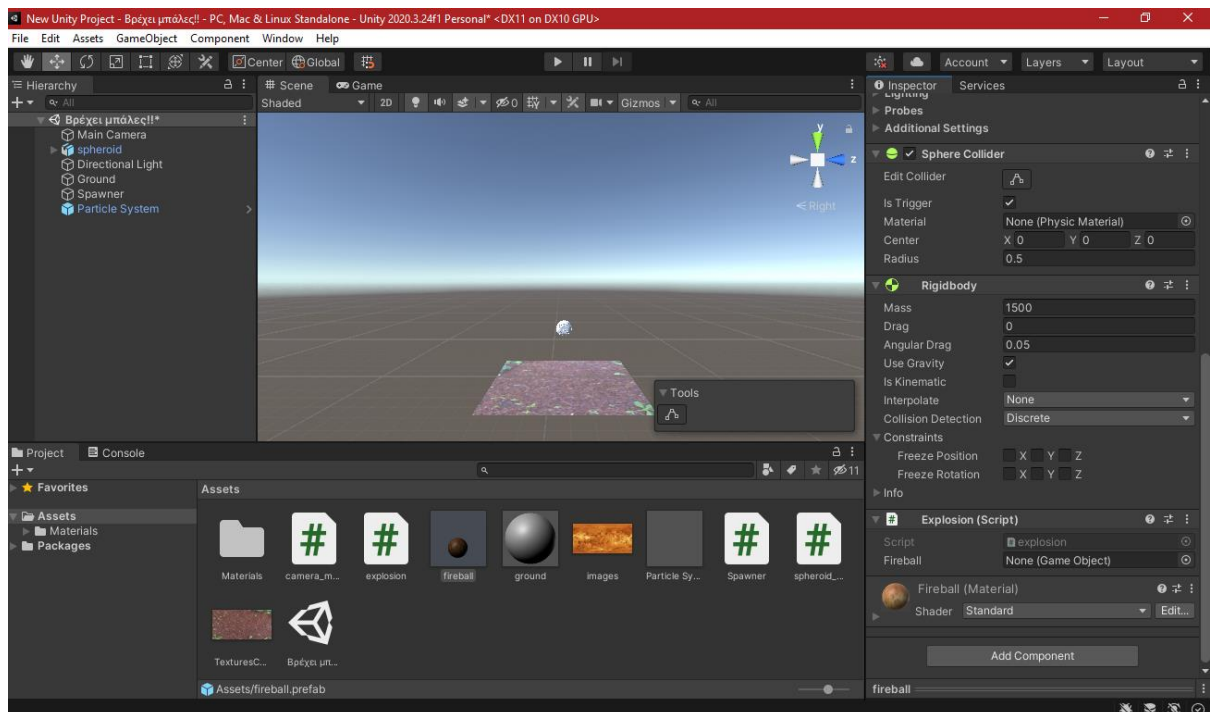 New Unity Project - Βρέχει μπάλες!! - PC, Mac & Linux Standalone - Unity 2020.3.24f1 Personal* <DX11 on DX10 GPU>
File Edit Assets GameObject Component Window Help
Center Global
Account Layers Layout
Hierarchy
All
Βρέχει μπάλες!!*
Main Camera
spheroid
Directional Light
Ground
Spawner
Particle System
Scene Game
Shaded 2D 0 Gizmos All
y
z
Right
Tools
Inspector Services
Lighting
Probes
Additional Settings
Sphere Collider
Edit Collider
Is Trigger
Material None (Physic Material)
Center X 0 Y 0 Z 0
Radius 0.5
Rigidbody
Mass 1500
Drag 0
Angular Drag 0.05
Use Gravity
Is Kinematic
Interpolate None
Collision Detection Discrete
Constraints
Freeze Position X Y Z
Freeze Rotation X Y Z
Info
Explosion (Script)
Script explosion
Fireball None (Game Object)
Fireball (Material)
Shader Standard Edit...
Add Component
fireball
Project Console
11
Favorites
Assets
Materials
Packages
Assets
Materials camera_m... explosion fireball ground images Particle Sy... Spawner spheroid_...
TexturesC... Βρέχει μπ...
Assets/fireball.prefab